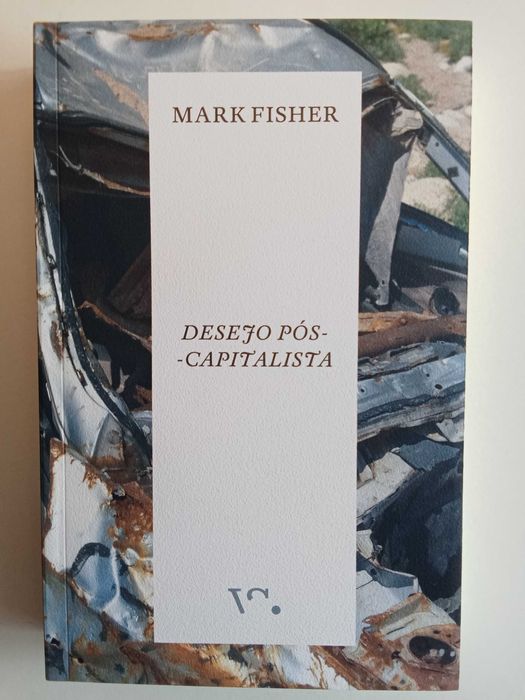 MARK FISHER
DESEJO PÓS-
-CAPITALISTA